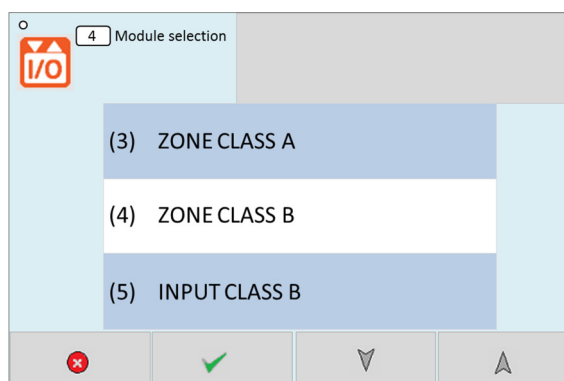 4 Module selection
I/O
(3) ZONE CLASS A
(4) ZONE CLASS B
(5) INPUT CLASS B